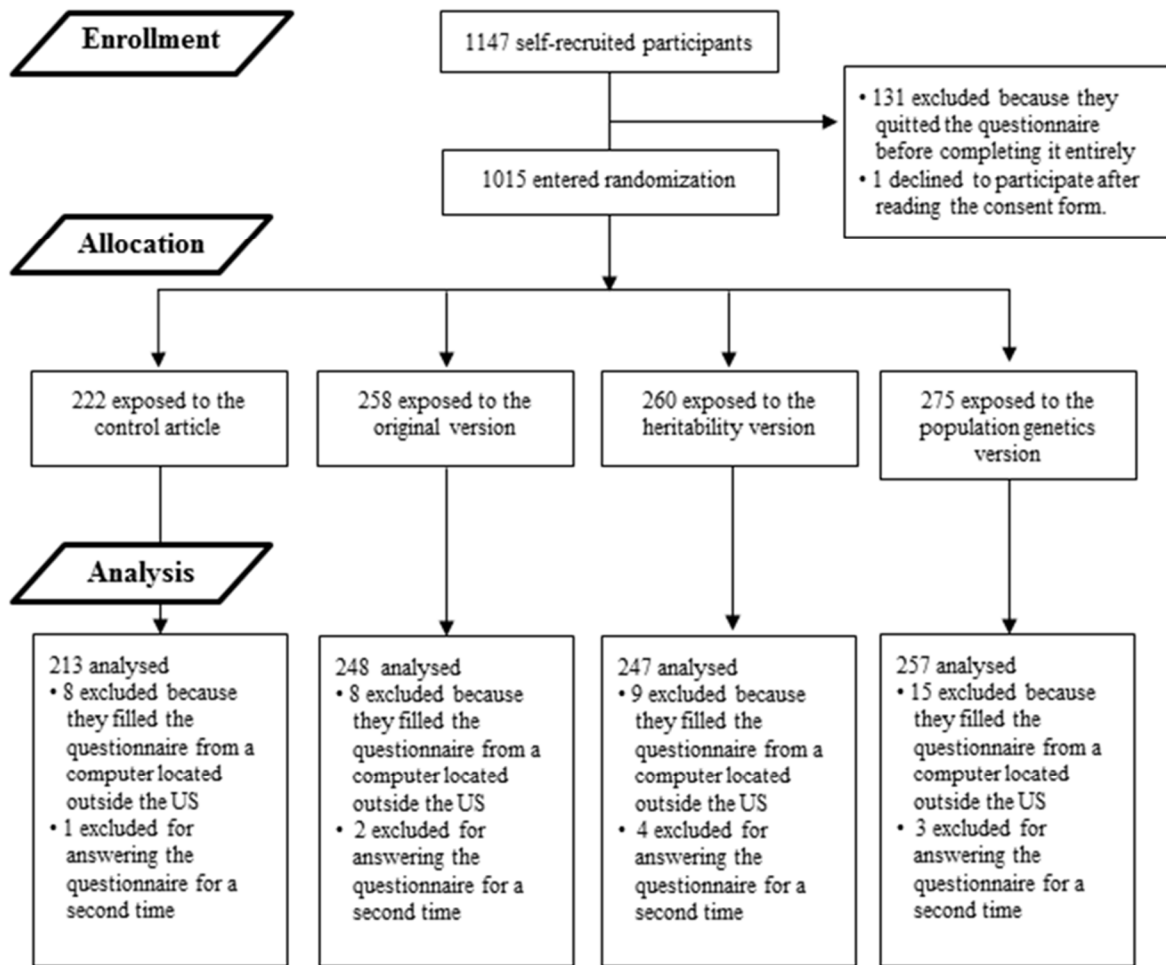 Enrollment
1147 self-recruited participants
• 131 excluded because they
quitted the questionnaire
before completing it entirely
• 1 declined to participate after
reading the consent form.
1015 entered randomization
Allocation
222 exposed to the
control article
258 exposed to the
original version
260 exposed to the
heritability version
275 exposed to the
population genetics
version
Analysis
213 analysed
• 8 excluded because
they filled the
questionnaire from a
computer located
outside the US
• 1 excluded for
answering the
questionnaire for a
second time
248 analysed
• 8 excluded because
they filled the
questionnaire from a
computer located
outside the US
• 2 excluded for
answering the
questionnaire for a
second time
247 analysed
• 9 excluded because
they filled the
questionnaire from a
computer located
outside the US
• 4 excluded for
answering the
questionnaire for a
second time
257 analysed
• 15 excluded because
they filled the
questionnaire from a
computer located
outside the US
• 3 excluded for
answering the
questionnaire for a
second time